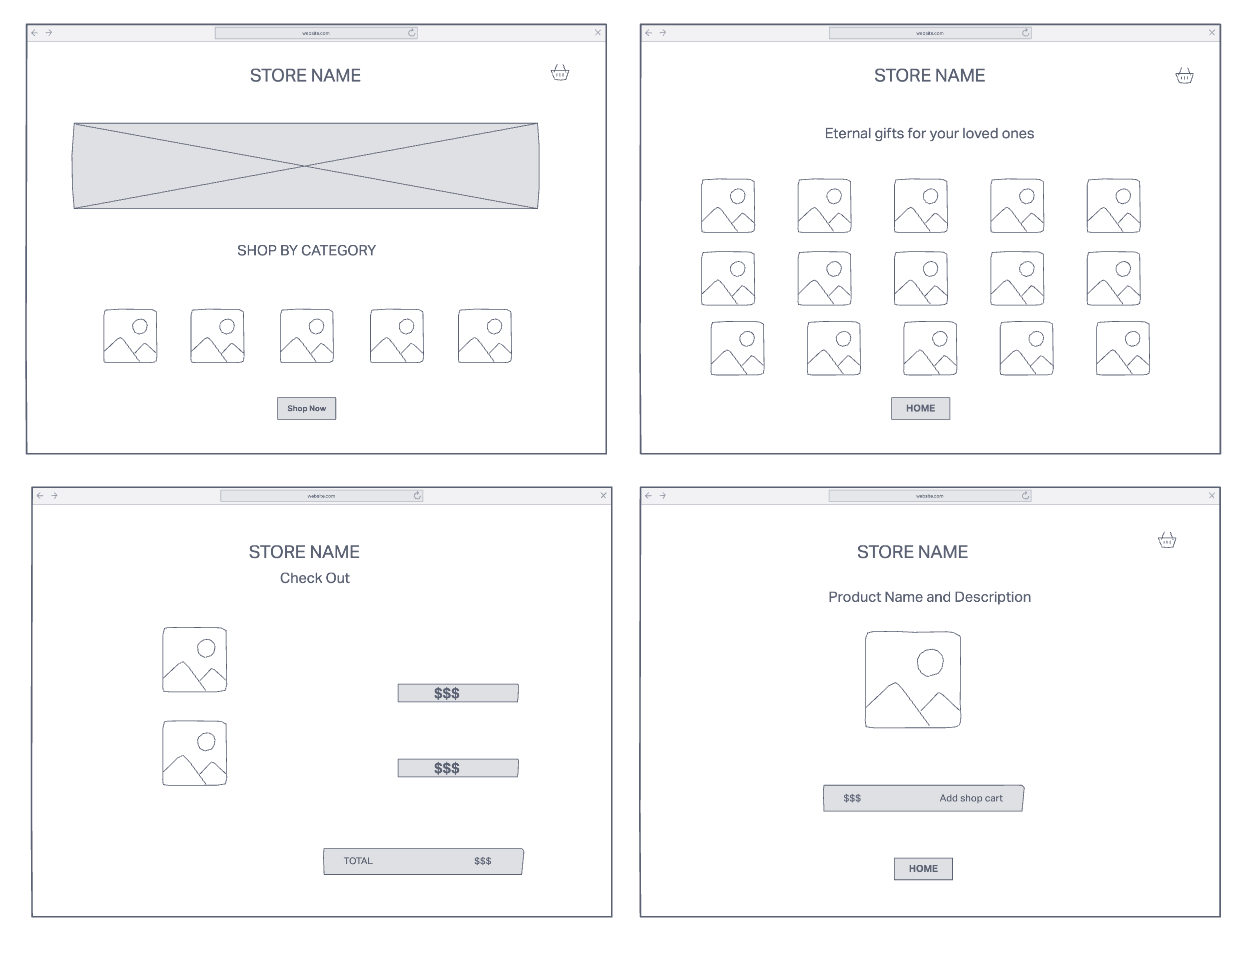 website.com
STORE NAME
SHOP BY CATEGORY
Shop Now
website.com
STORE NAME
Eternal gifts for your loved ones
HOME
website.com
STORE NAME
Check Out
$$$
$$$
TOTAL $$$
website.com
STORE NAME
Product Name and Description
$$$ Add shop cart
HOME